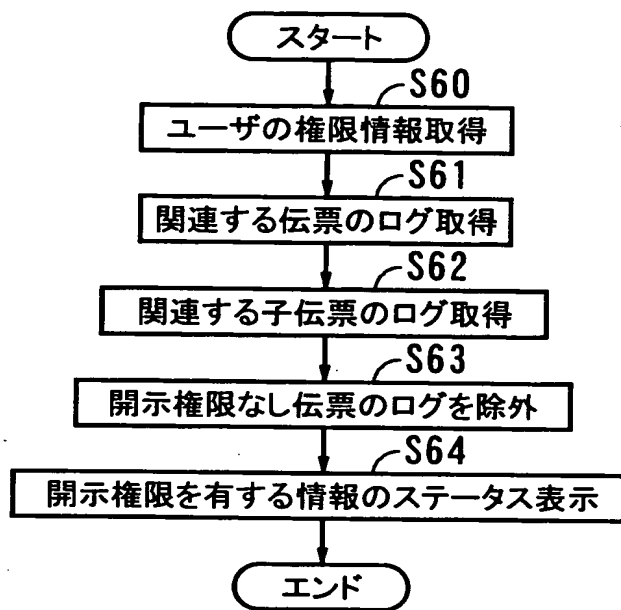 スタート
S60
ユーザの権限情報取得
S61
関連する伝票のログ取得
S62
関連する子伝票のログ取得
S63
開示権限なし伝票のログを除外
S64
開示権限を有する情報のステータス表示
エンド